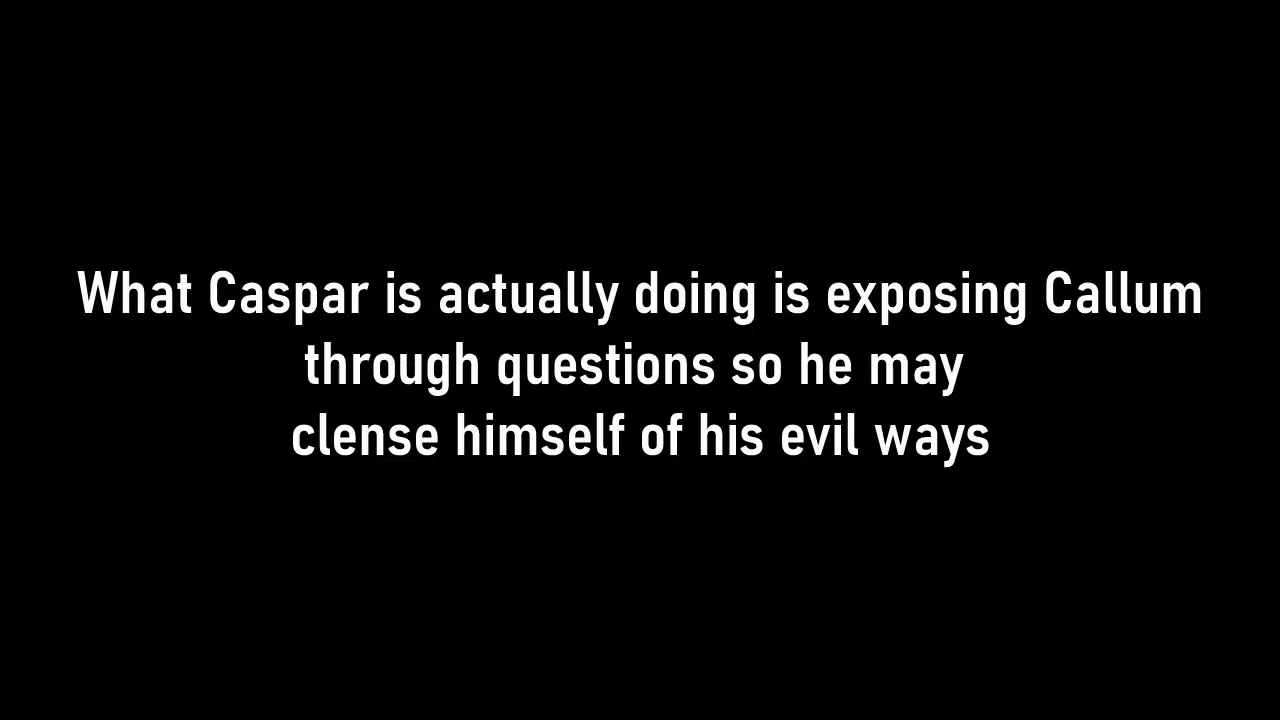 What Caspar is actually doing is exposing Callum
through questions so he may
clense himself of his evil ways